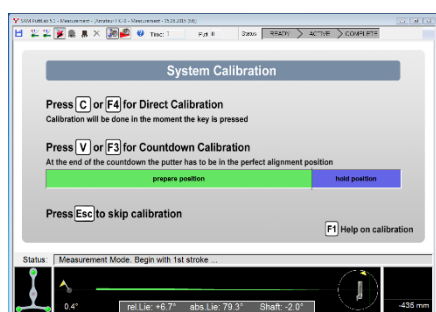 System Calibration
Press C or F4 for Direct Calibration
Calibration will be done in the moment the key is pressed
Press V or F3 for Countdown Calibration
At the end of the countdown the putter has to be in the perfect alignment position
prepare position hold position
Press Esc to skip calibration
F1 Help on calibration
Status: Measurement Mode. Begin with 1st stroke ...
0.4° rel.Lie: +6.7° abs.Lie: 79.3° Shaft: -2.0° -435 mm
Time: 1 Status READY ACTIVE COMPLETE